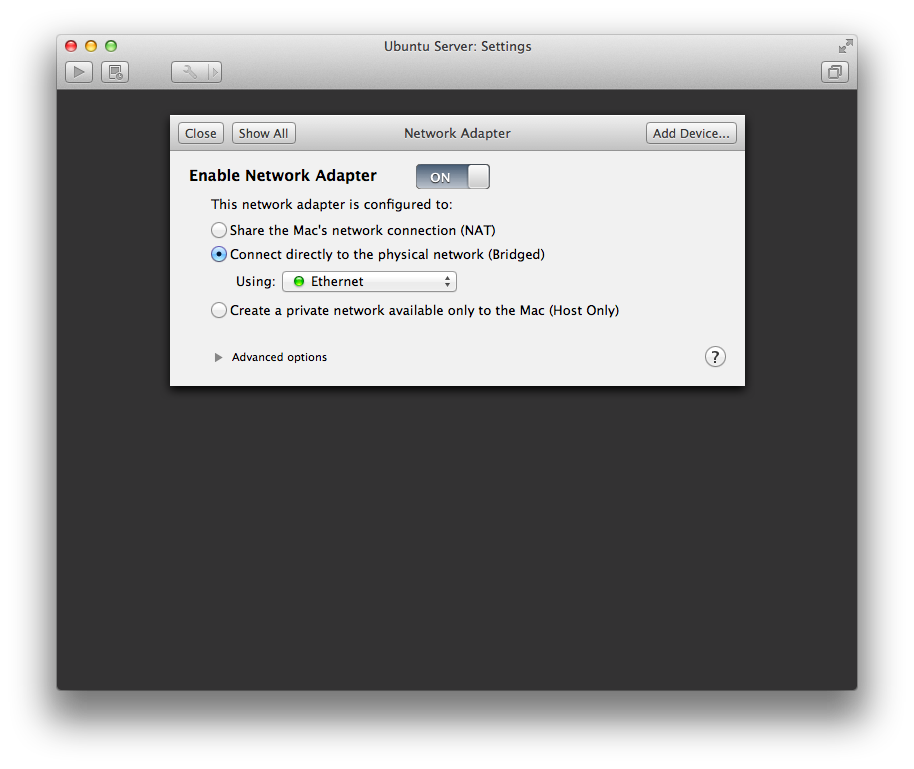 Ubuntu Server: Settings
Close Show All Network Adapter Add Device...
Enable Network Adapter ON
This network adapter is configured to:
Share the Mac's network connection (NAT)
Connect directly to the physical network (Bridged)
Using: Ethernet
Create a private network available only to the Mac (Host Only)
Advanced options ?